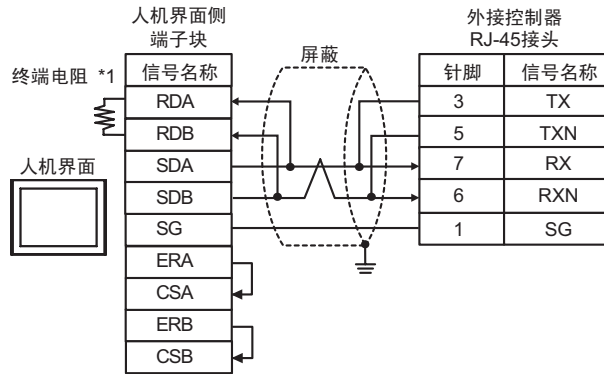 人机界面侧
端子块
外接控制器
RJ-45接头
屏蔽
终端电阻 *1
信号名称
针脚 信号名称
RDA
3 TX
RDB
5 TXN
人机界面
SDA
7 RX
SDB
6 RXN
SG
1 SG
ERA
CSA
ERB
CSB